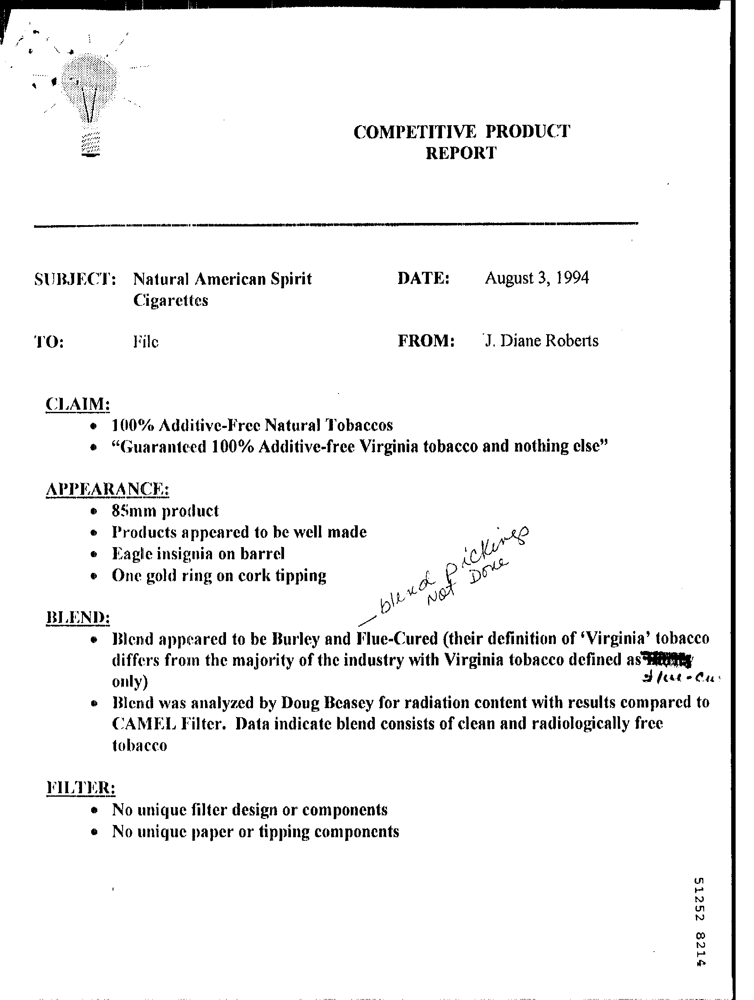 COMPETITIVE PRODUCT
REPORT
SUBJECT: Natural American Spirit
Cigarettes
DATE: August 3, 1994
TO: File
FROM: J. Diane Roberts
CLAIM:
• 100% Additive-Free Natural Tobaccos
• “Guaranteed 100% Additive-free Virginia tobacco and nothing else”
APPEARANCE:
• 85mm product
• Products appeared to be well made
• Eagle insignia on barrel
• One gold ring on cork tipping
blend pickings
Not Done
BLEND:
• Blend appeared to be Burley and Flue-Cured (their definition of ‘Virginia’ tobacco
differs from the majority of the industry with Virginia tobacco defined as
flue-cu
only)
• Blend was analyzed by Doug Beasey for radiation content with results compared to
CAMEL Filter. Data indicate blend consists of clean and radiologically free
tobacco
FILTER:
• No unique filter design or components
• No unique paper or tipping components
51252 8214